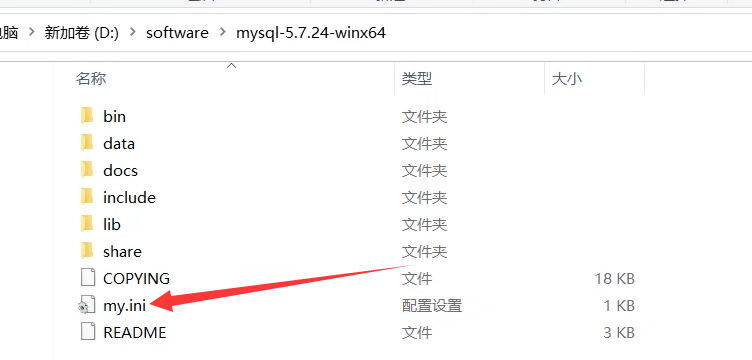 电脑 > 新加卷 (D:) > software > mysql-5.7.24-winx64
名称 类型 大小
bin 文件夹
data 文件夹
docs 文件夹
include 文件夹
lib 文件夹
share 文件夹
COPYING 文件 18 KB
my.ini 配置设置 1 KB
README 文件 3 KB